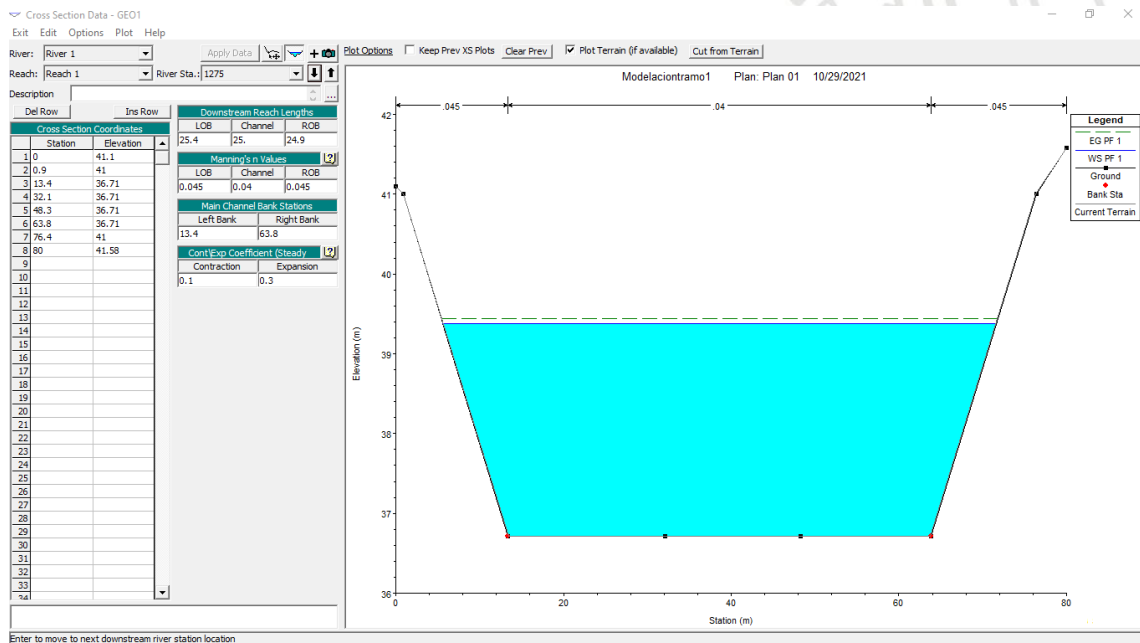 Cross Section Data - GEO1
Exit Edit Options Plot Help
River: River 1 Apply Data + Plot Options Keep Prev XS Plots Clear Prev Plot Terrain (if available) Cut from Terrain
Reach: Reach 1 River Sta.: 1275
Description ...
Del Row Ins Row
Cross Section Coordinates
Station Elevation
1 0 41.1
2 0.9 41
3 13.4 36.71
4 32.1 36.71
5 48.3 36.71
6 63.8 36.71
7 76.4 41
8 80 41.58
9
10
11
12
13
14
15
16
17
18
19
20
21
22
23
24
25
26
27
28
29
30
31
32
33
34
Downstream Reach Lengths
LOB Channel ROB
25.4 25. 24.9
Manning's n Values
LOB Channel ROB
0.045 0.04 0.045
Main Channel Bank Stations
Left Bank Right Bank
13.4 63.8
Cont\Exp Coefficient (Steady
Contraction Expansion
0.1 0.3
Modelaciontramo1 Plan: Plan 01 10/29/2021
.045 .04 .045
42
41
40
39
38
37
36
Elevation (m)
0 20 40 60 80
Station (m)
Legend
EG PF 1
WS PF 1
Ground
Bank Sta
Current Terrain
Enter to move to next downstream river station location